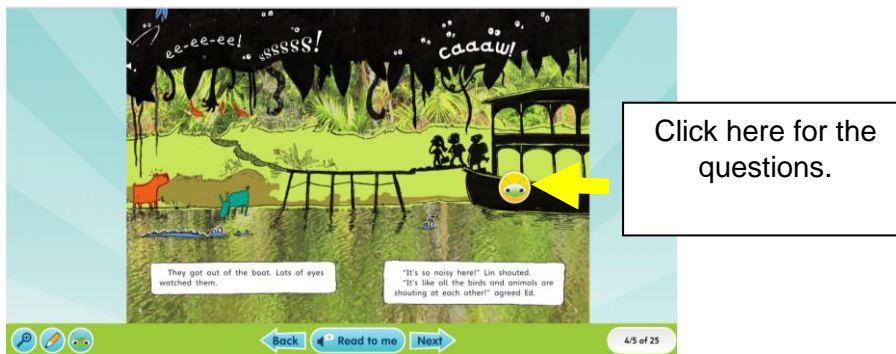 ee-ee-ee!
ssssss!
caaaw!
Click here for the
questions.
They got out of the boat. Lots of eyes
watched them.
"It's so noisy here!" Lin shouted.
"It's like all the birds and animals are
shouting at each other!" agreed Ed.
Back
Read to me
Next
4/5 of 25